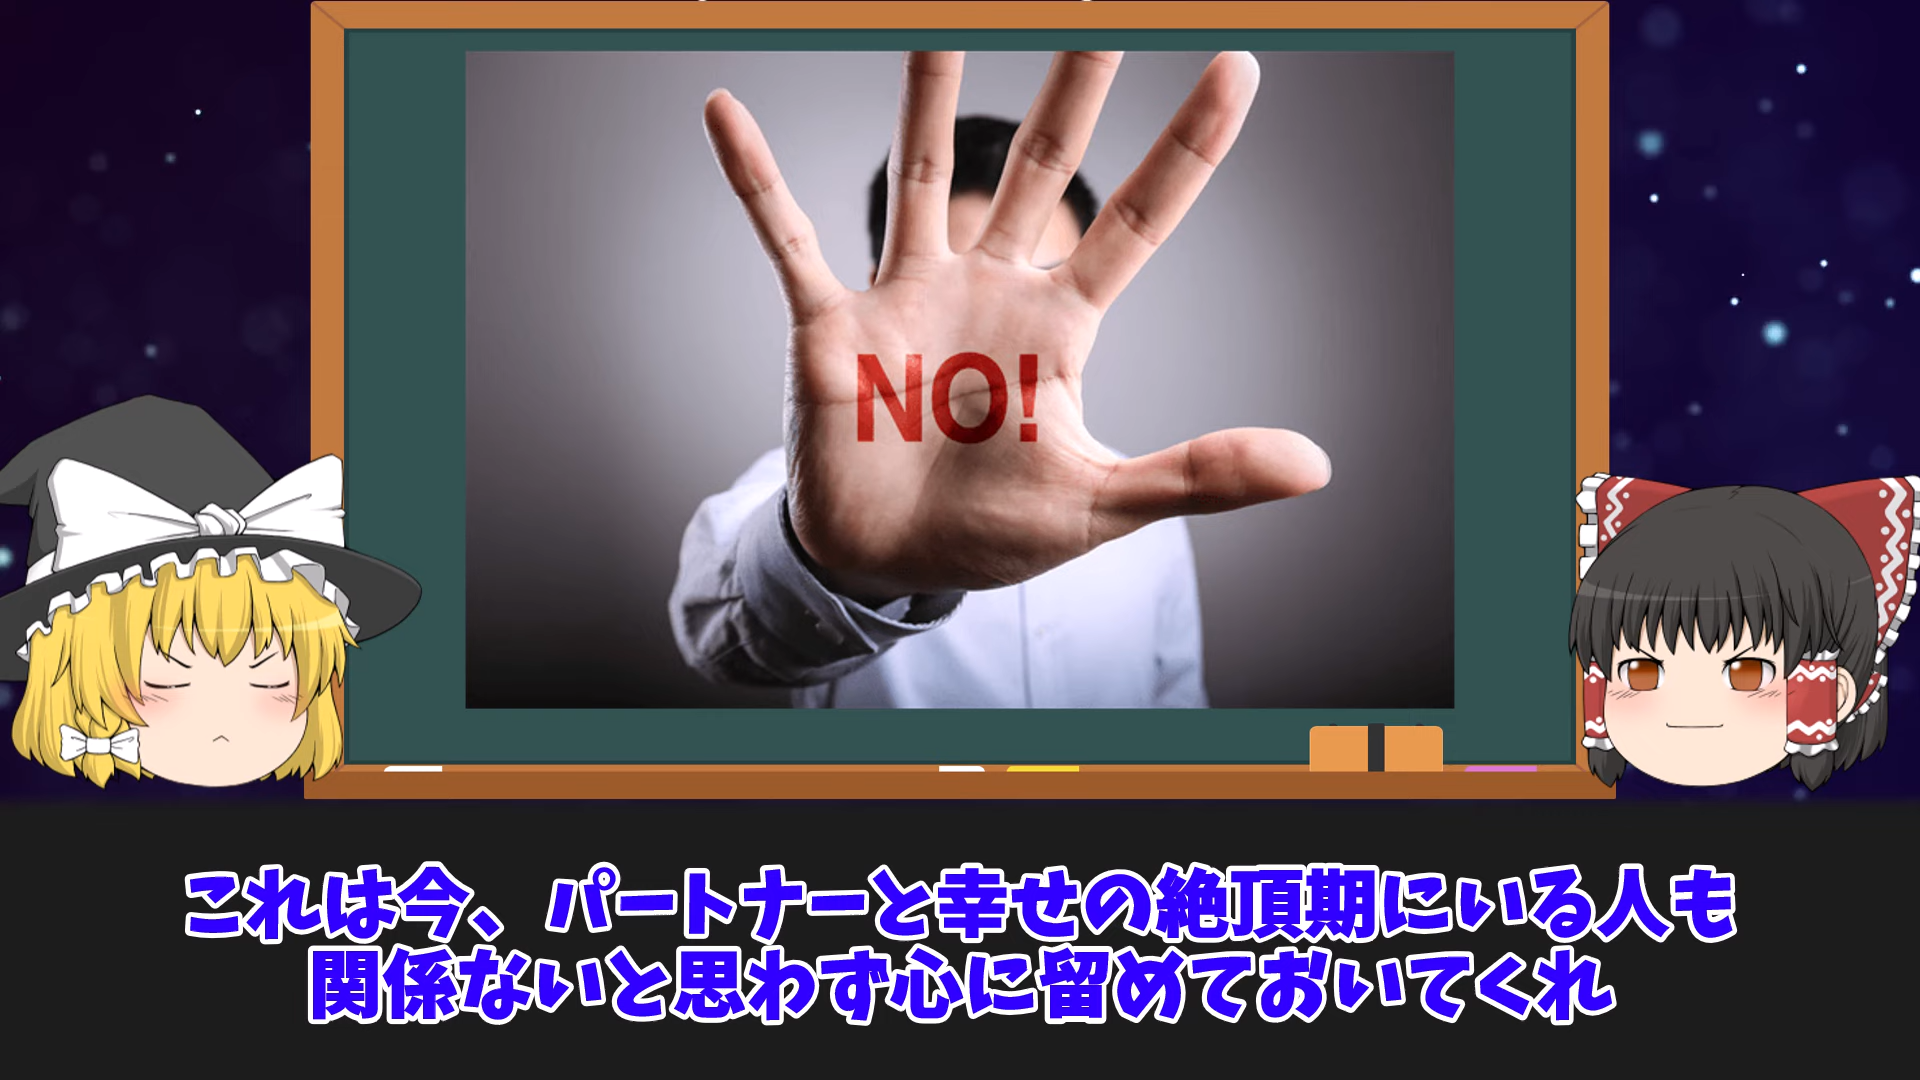 NO!
これは今、パートナーと幸せの絶頂期にいる人も
関係ないと思わず心に留めておいてくれ